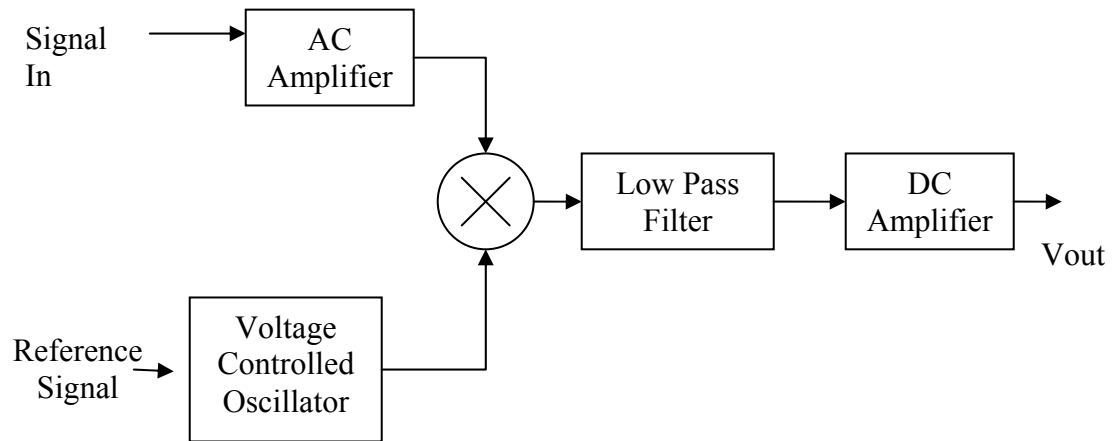 Signal
In
AC
Amplifier
Low Pass
Filter
DC
Amplifier
Vout
Reference
Signal
Voltage
Controlled
Oscillator